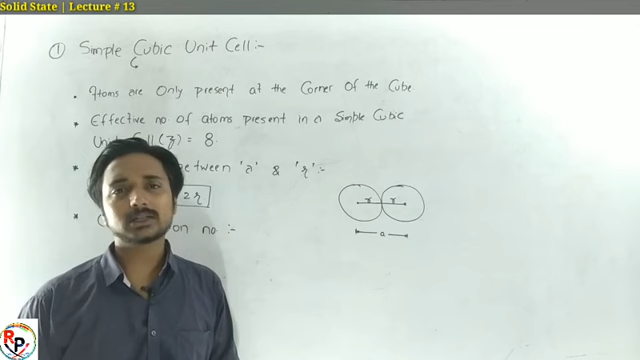 Solid State | Lecture # 13
① Simple Cubic Unit Cell:-
• Atoms are Only present at the Corner Of the Cube
* Effective no of atoms present in a Simple Cubic
Unit Cell (z) = 8.
* between 'a' & 'r' :-
2r
r r
* on no :-
a
RP